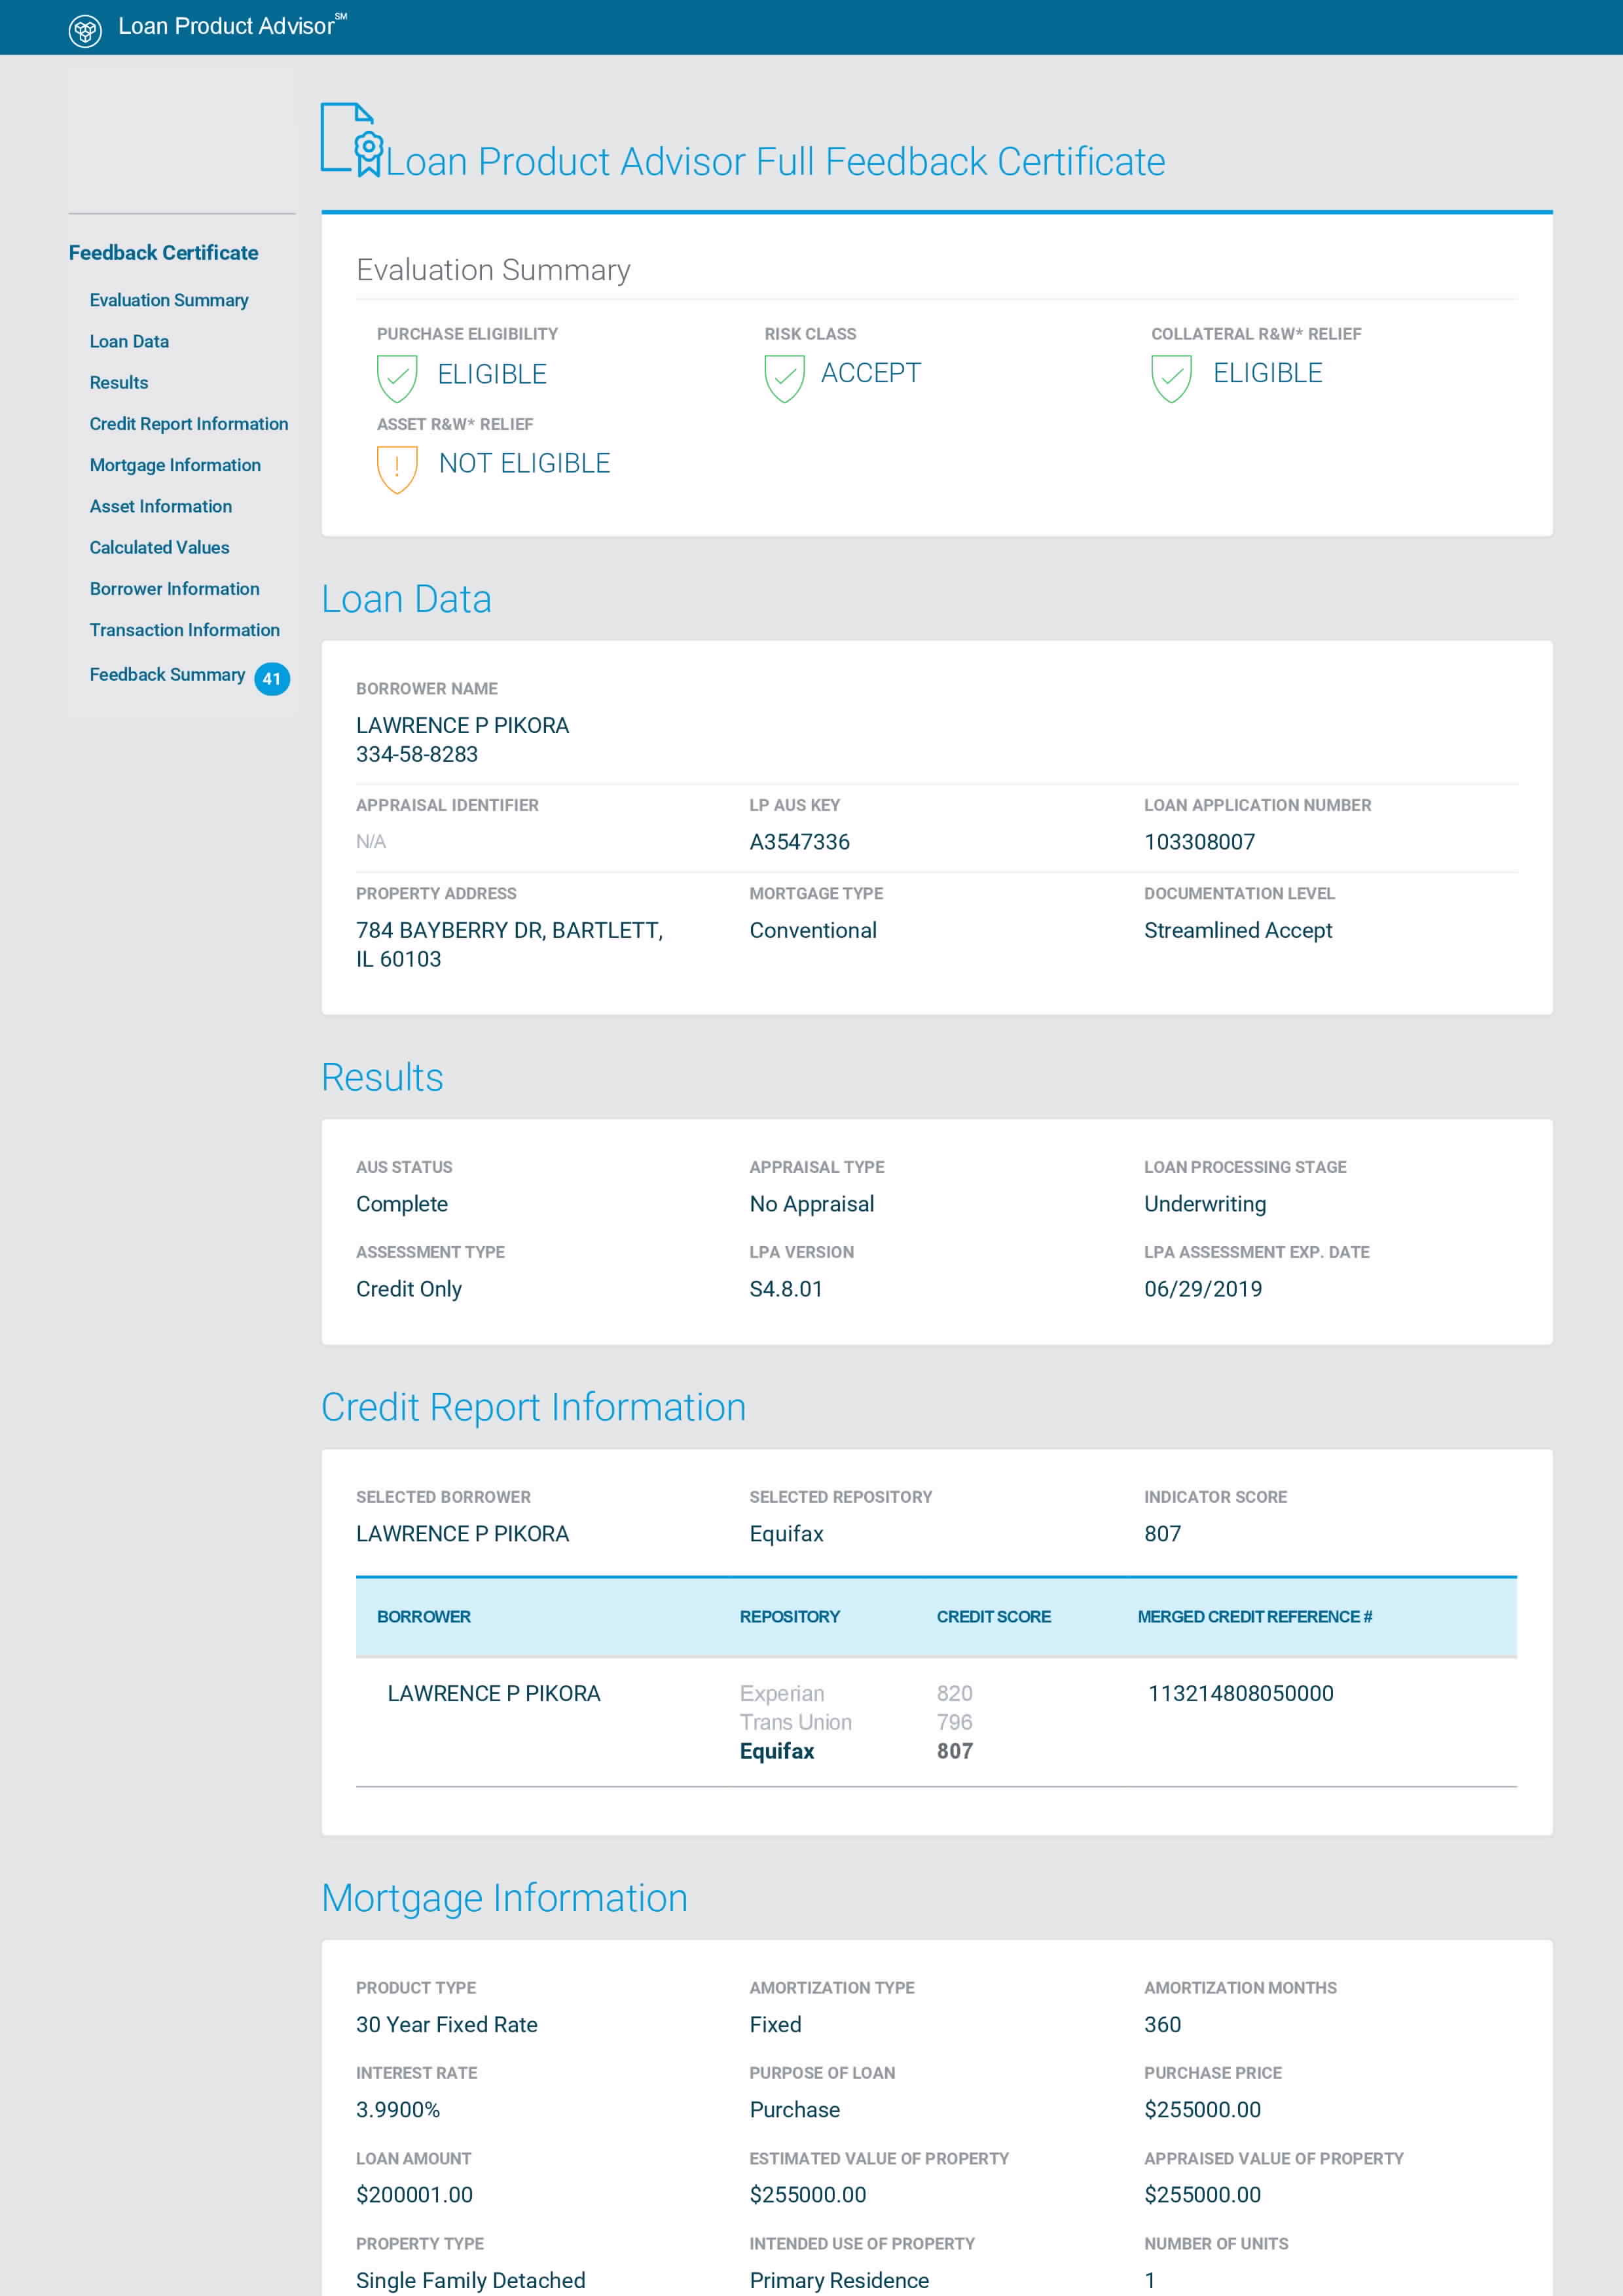 Loan Product Advisor℠
Loan Product Advisor Full Feedback Certificate
Feedback Certificate
Evaluation Summary
Loan Data
Results
Credit Report Information
Mortgage Information
Asset Information
Calculated Values
Borrower Information
Transaction Information
Feedback Summary 41
Evaluation Summary
PURCHASE ELIGIBILITY RISK CLASS COLLATERAL R&W* RELIEF
ELIGIBLE ACCEPT ELIGIBLE
ASSET R&W* RELIEF
NOT ELIGIBLE
Loan Data
BORROWER NAME
LAWRENCE P PIKORA
334-58-8283
APPRAISAL IDENTIFIER LP AUS KEY LOAN APPLICATION NUMBER
N/A A3547336 103308007
PROPERTY ADDRESS MORTGAGE TYPE DOCUMENTATION LEVEL
784 BAYBERRY DR, BARTLETT, Conventional Streamlined Accept
IL 60103
Results
AUS STATUS APPRAISAL TYPE LOAN PROCESSING STAGE
Complete No Appraisal Underwriting
ASSESSMENT TYPE LPA VERSION LPA ASSESSMENT EXP. DATE
Credit Only S4.8.01 06/29/2019
Credit Report Information
SELECTED BORROWER SELECTED REPOSITORY INDICATOR SCORE
LAWRENCE P PIKORA Equifax 807
BORROWER REPOSITORY CREDIT SCORE MERGED CREDIT REFERENCE #
LAWRENCE P PIKORA Experian 820 113214808050000
Trans Union 796
Equifax 807
Mortgage Information
PRODUCT TYPE AMORTIZATION TYPE AMORTIZATION MONTHS
30 Year Fixed Rate Fixed 360
INTEREST RATE PURPOSE OF LOAN PURCHASE PRICE
3.9900% Purchase $255000.00
LOAN AMOUNT ESTIMATED VALUE OF PROPERTY APPRAISED VALUE OF PROPERTY
$200001.00 $255000.00 $255000.00
PROPERTY TYPE INTENDED USE OF PROPERTY NUMBER OF UNITS
Single Family Detached Primary Residence 1